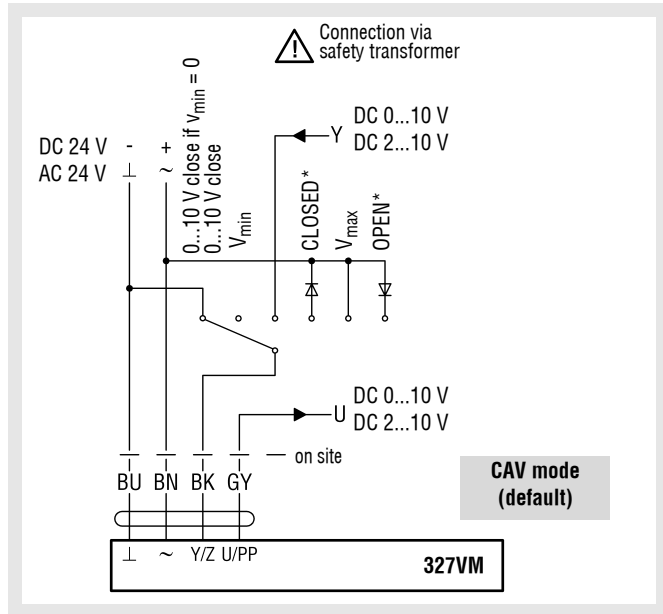 Connection via
safety transformer
DC 24 V - +
AC 24 V ⊥ ~
0...10 V close if vmin = 0
0...10 V close
Vmin
CLOSED*
Vmax
OPEN*
Y
DC 0...10 V
DC 2...10 V
U
DC 0...10 V
DC 2...10 V
on site
BU BN BK GY
CAV mode
(default)
⊥ ~ Y/Z U/PP
327VM